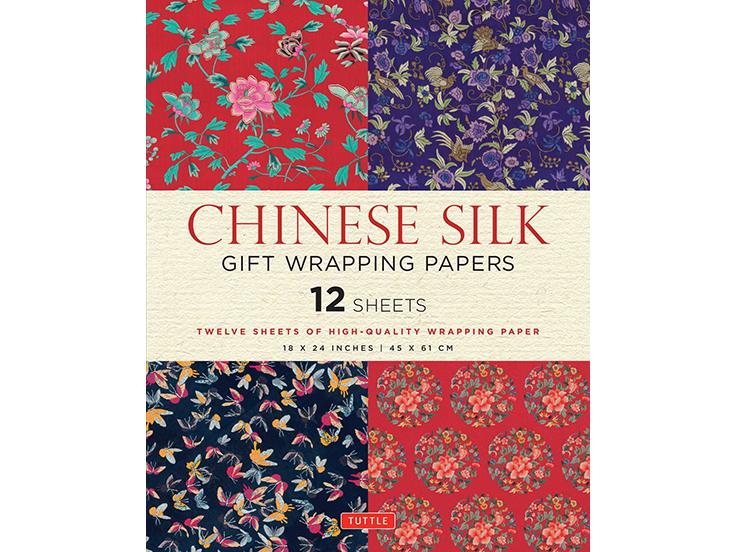 CHINESE SILK
GIFT WRAPPING PAPERS
12 SHEETS
TWELVE SHEETS OF HIGH-QUALITY WRAPPING PAPER
18 X 24 INCHES | 45 X 61 CM
TUTTLE